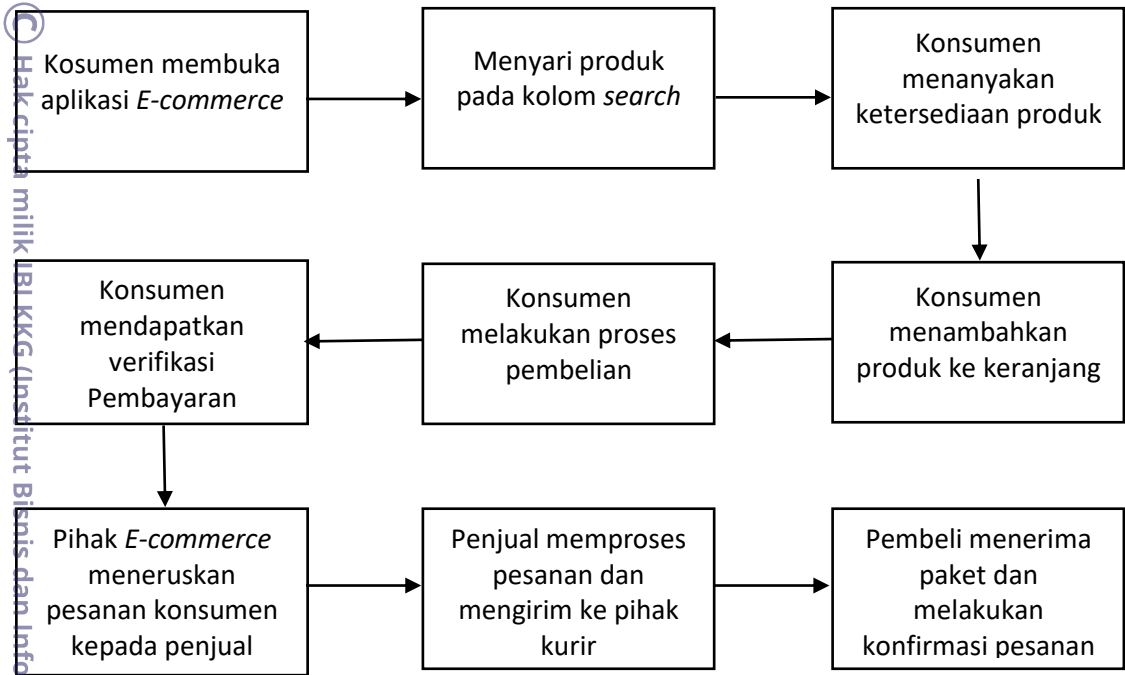 Kosumen membuka
aplikasi E-commerce
Menyari produk
pada kolom search
Konsumen
menanyakan
ketersediaan produk
Konsumen
mendapatkan
verifikasi
Pembayaran
Konsumen
melakukan proses
pembelian
Konsumen
menambahkan
produk ke keranjang
Pihak E-commerce
meneruskan
pesanan konsumen
kepada penjual
Penjual memproses
pesanan dan
mengirim ke pihak
kurir
Pembeli menerima
paket dan
melakukan
konfirmasi pesanan
© Hak cipta milik IBI KKG (Institut Bisnis dan Info